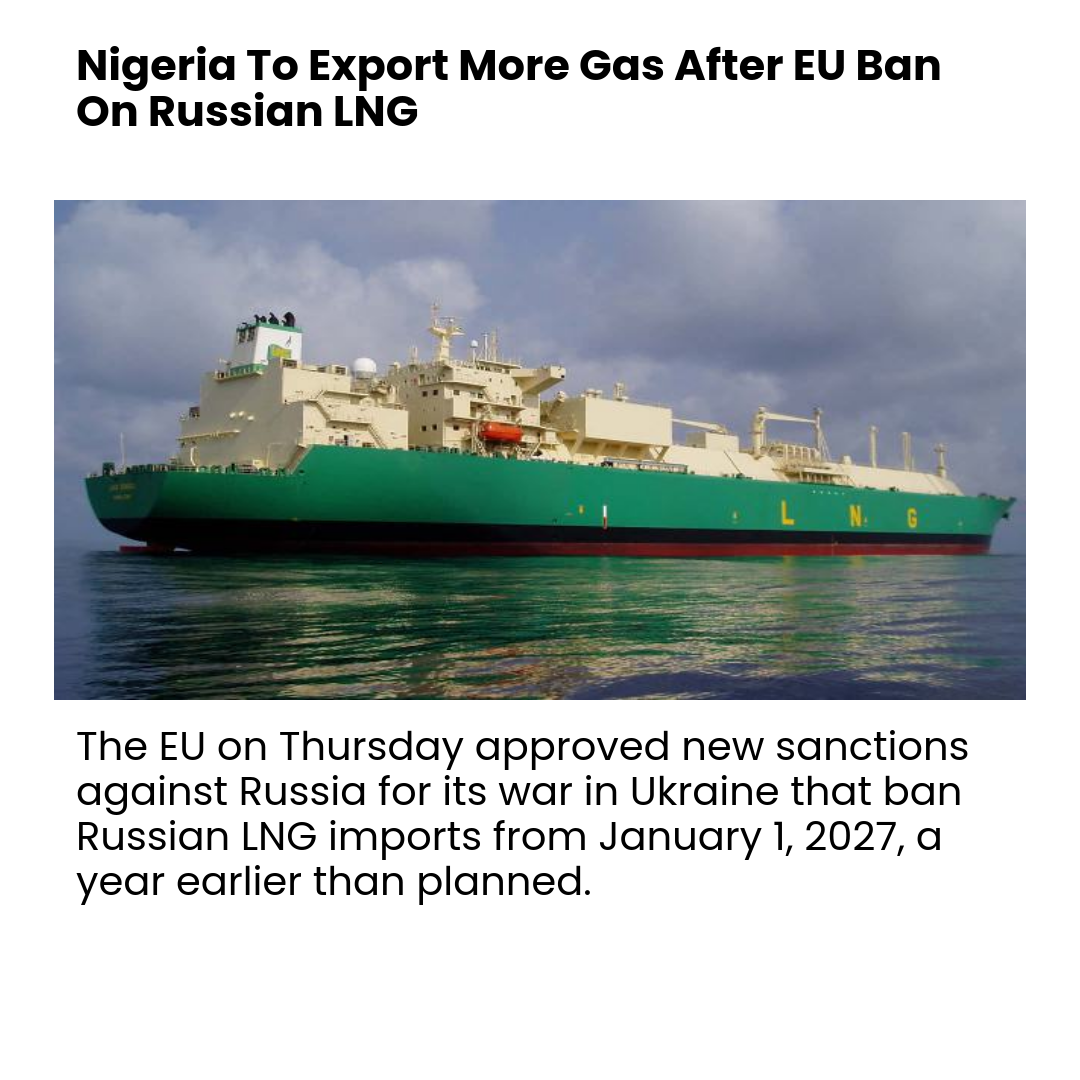 Nigeria To Export More Gas After EU Ban
On Russian LNG
L N G
The EU on Thursday approved new sanctions
against Russia for its war in Ukraine that ban
Russian LNG imports from January 1, 2027, a
year earlier than planned.